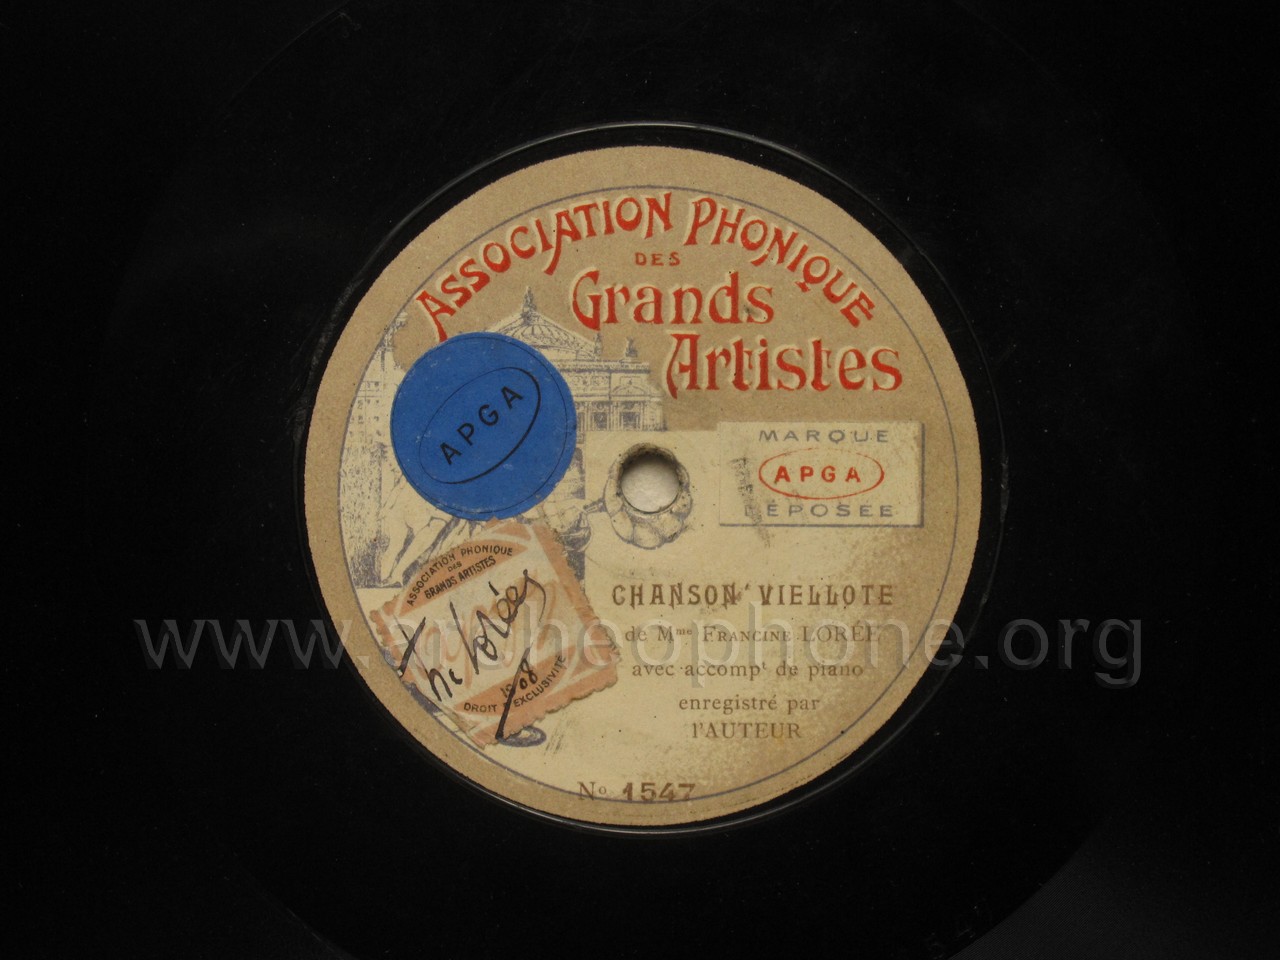 ASSOCIATION PHONIQUE
DES
Grands
Artistes
APGA
MARQUE
APGA
DÉPOSÉE
ASSOCIATION PHONIQUE
DES
GRANDS ARTISTES
1908
DROIT D'EXCLUSIVITÉ
CHANSON VIELLOTE
de Mme FRANCINE LORÉE
avec accompt de piano
enregistré par
l'AUTEUR
No 1547
www.orpheophone.org